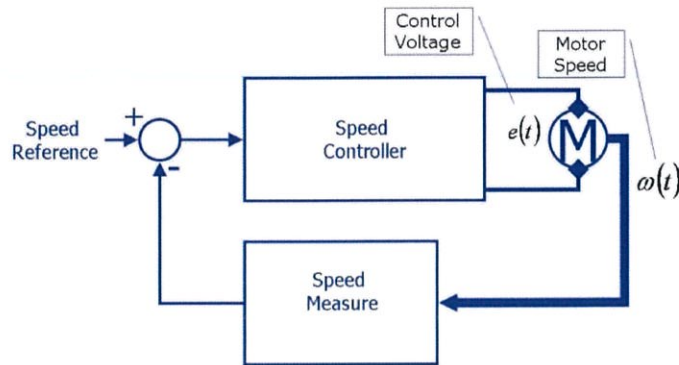 Control
Voltage
Motor
Speed
+
Speed
Reference
-
Speed
Controller
e(t)
M
ω(t)
Speed
Measure